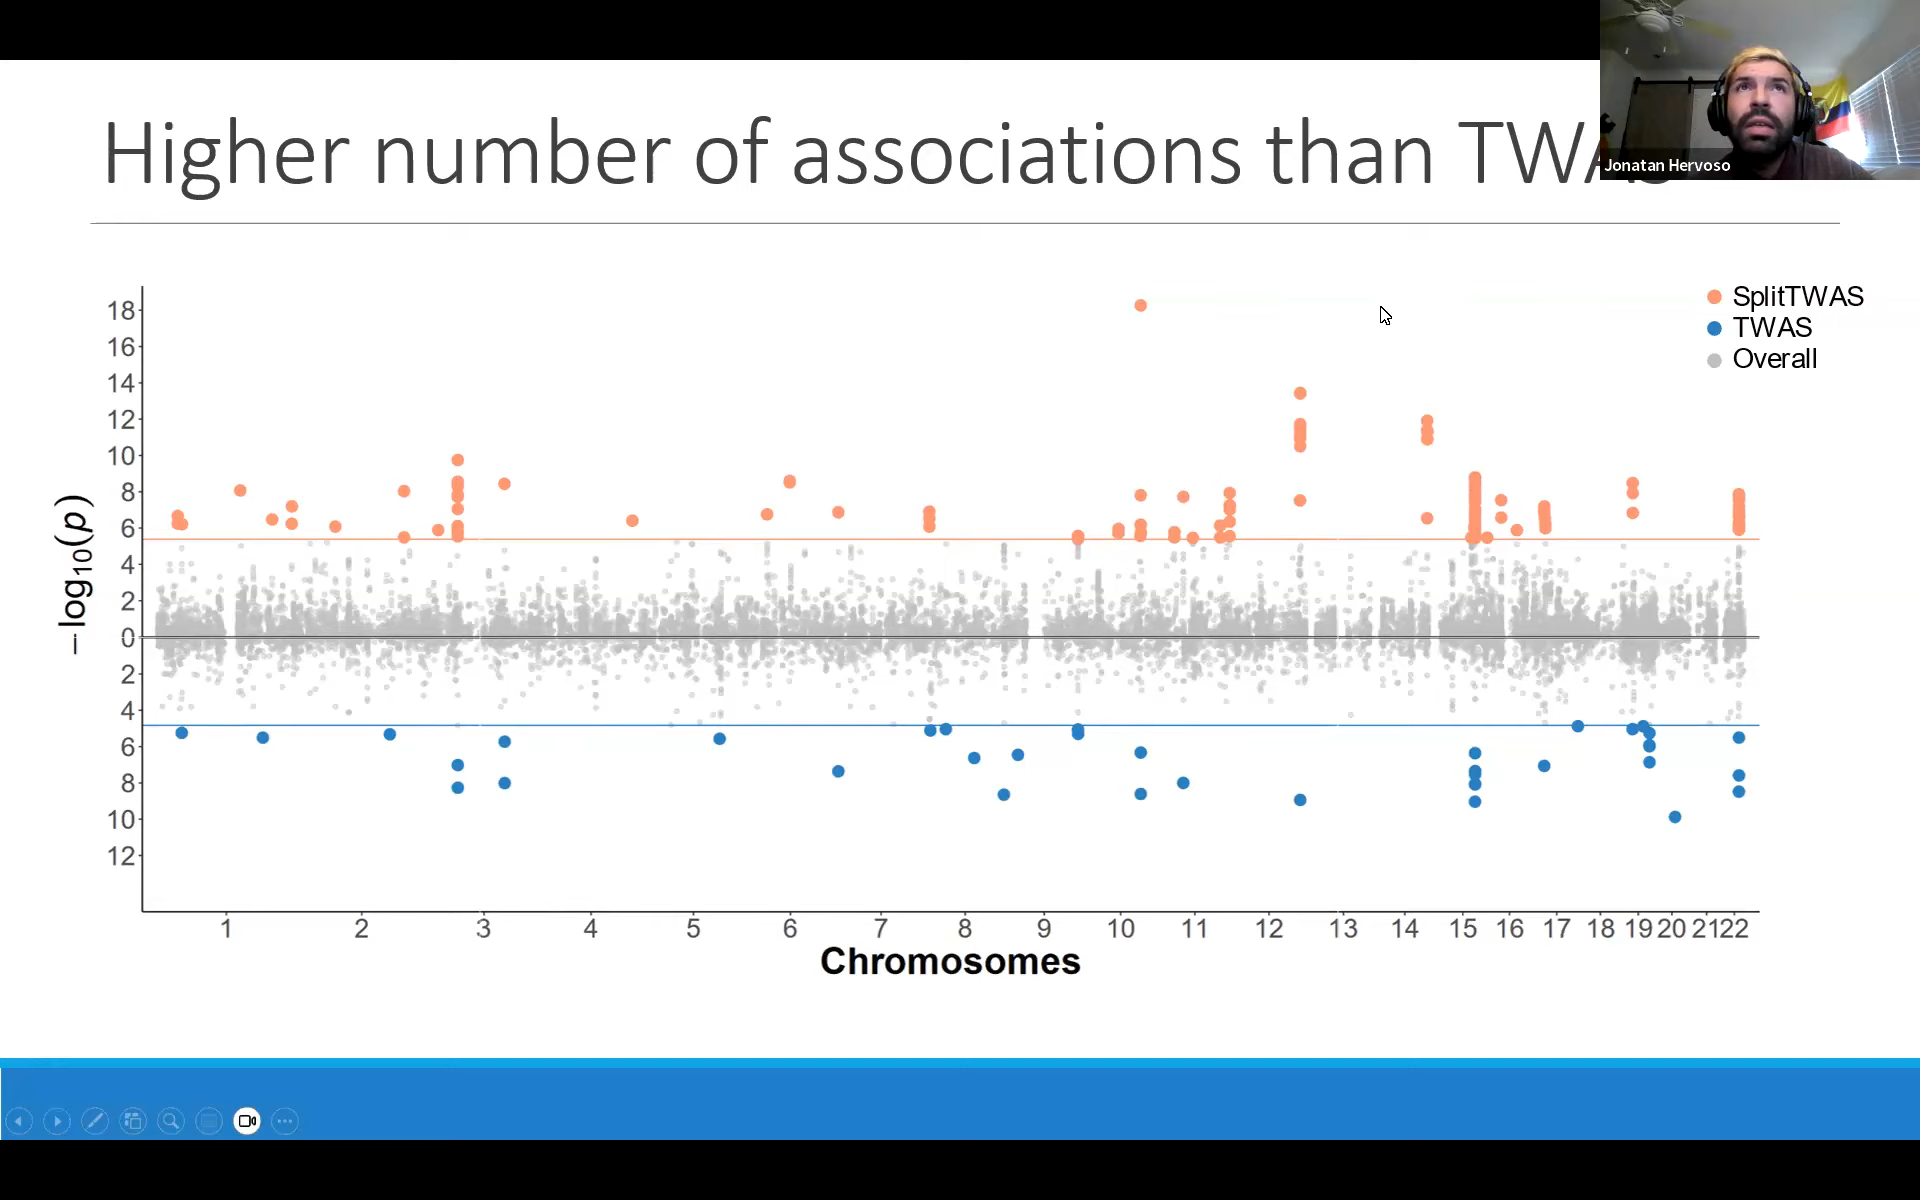 Higher number of associations than TWAS
Jonatan Hervoso
SplitTWAS
TWAS
Overall
18
16
14
12
10
8
6
4
2
0
2
4
6
8
10
12
−log10(p)
1 2 3 4 5 6 7 8 9 10 11 12 13 14 15 16 17 18 19 20 21 22
Chromosomes